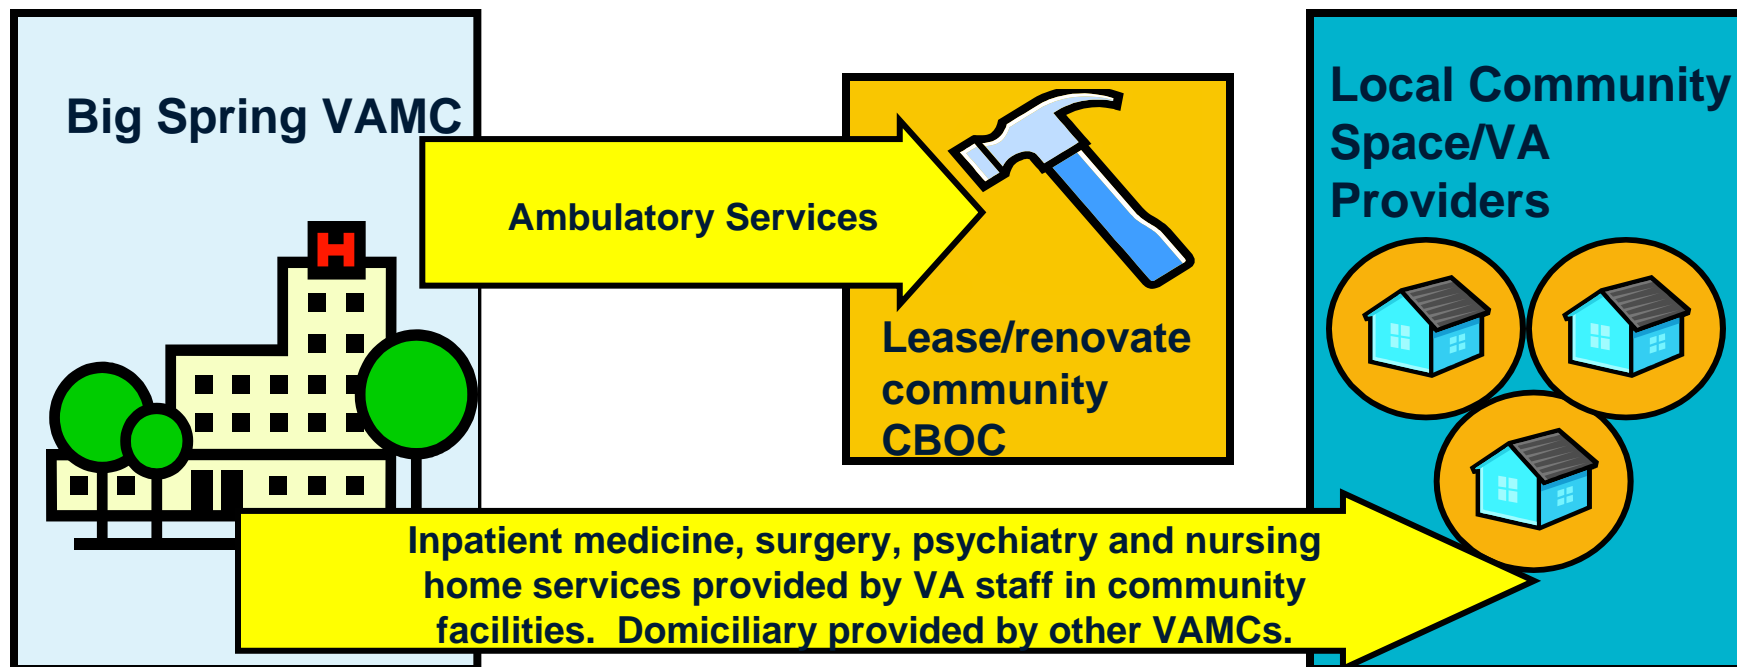 Big Spring VAMC
H
Ambulatory Services
Lease/renovate
community
CBOC
Local Community
Space/VA
Providers
Inpatient medicine, surgery, psychiatry and nursing
home services provided by VA staff in community
facilities.  Domiciliary provided by other VAMCs.